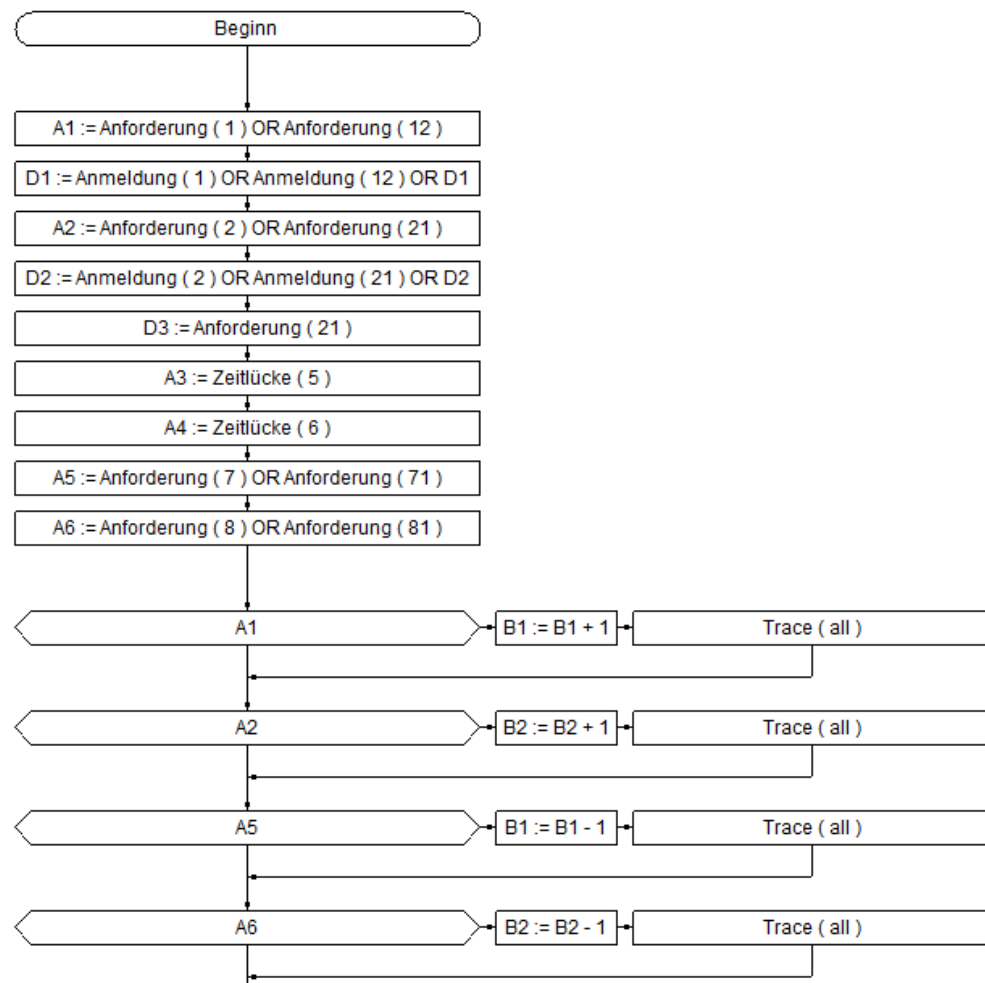 Beginn
A1 := Anforderung ( 1 ) OR Anforderung ( 12 )
D1 := Anmeldung ( 1 ) OR Anmeldung ( 12 ) OR D1
A2 := Anforderung ( 2 ) OR Anforderung ( 21 )
D2 := Anmeldung ( 2 ) OR Anmeldung ( 21 ) OR D2
D3 := Anforderung ( 21 )
A3 := Zeitlücke ( 5 )
A4 := Zeitlücke ( 6 )
A5 := Anforderung ( 7 ) OR Anforderung ( 71 )
A6 := Anforderung ( 8 ) OR Anforderung ( 81 )
A1 B1 := B1 + 1 Trace ( all )
A2 B2 := B2 + 1 Trace ( all )
A5 B1 := B1 - 1 Trace ( all )
A6 B2 := B2 - 1 Trace ( all )